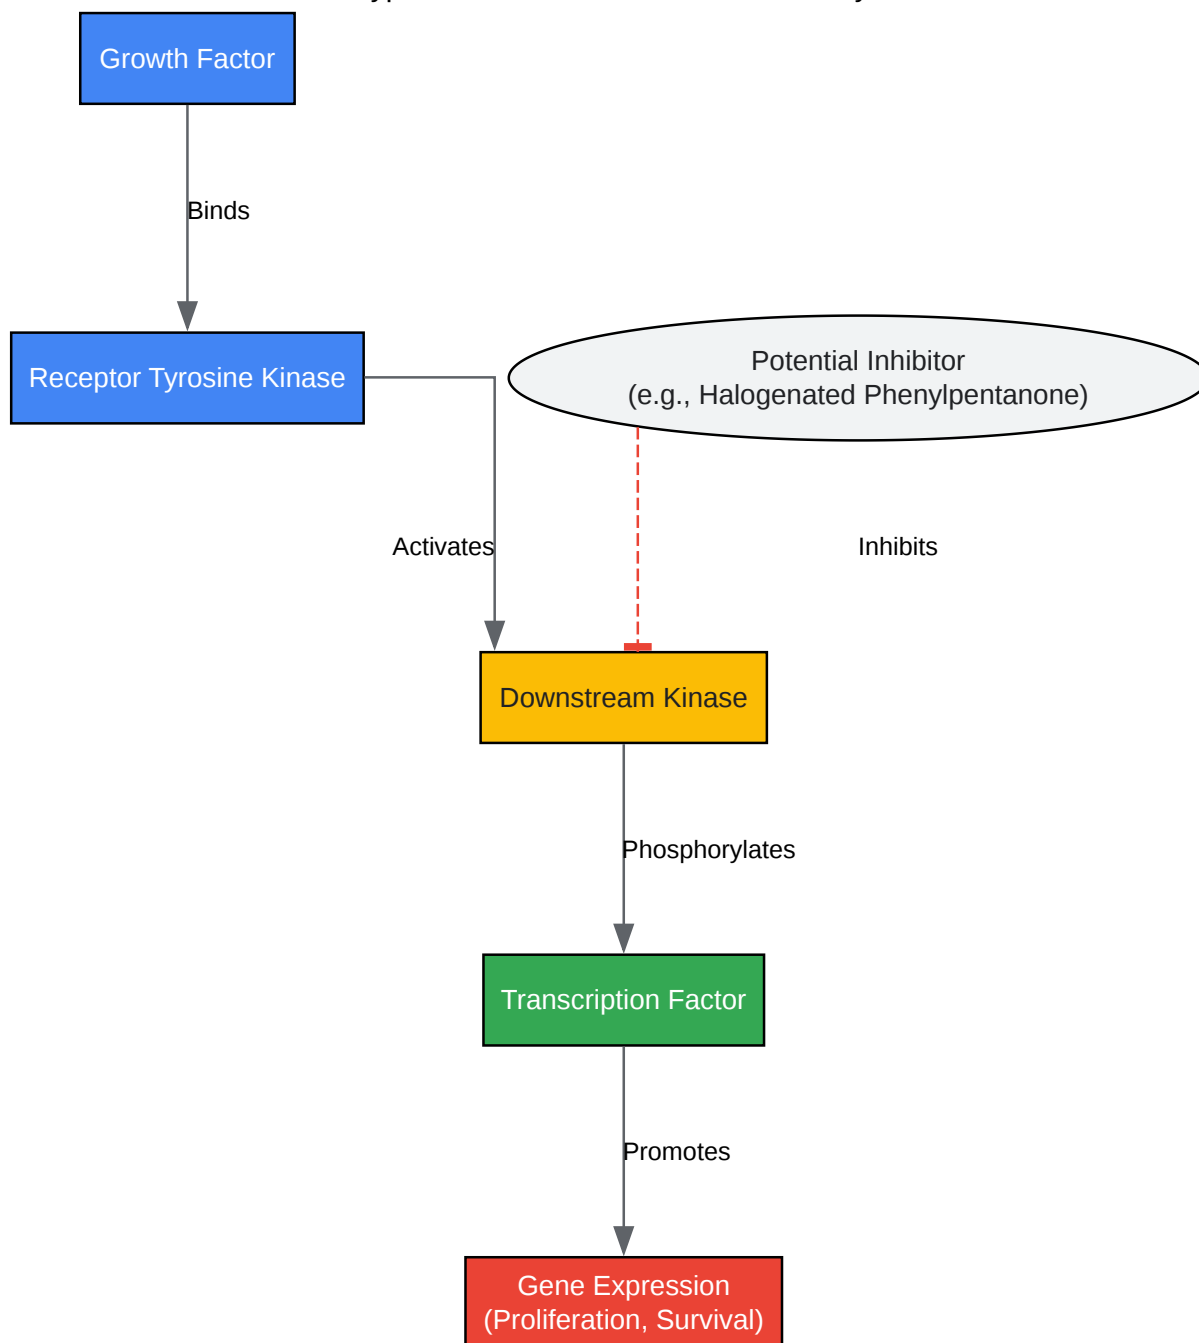 Growth Factor
Binds
Receptor Tyrosine Kinase
Potential Inhibitor
(e.g., Halogenated Phenylpentanone)
Activates
Inhibits
Downstream Kinase
Phosphorylates
Transcription Factor
Promotes
Gene Expression
(Proliferation, Survival)